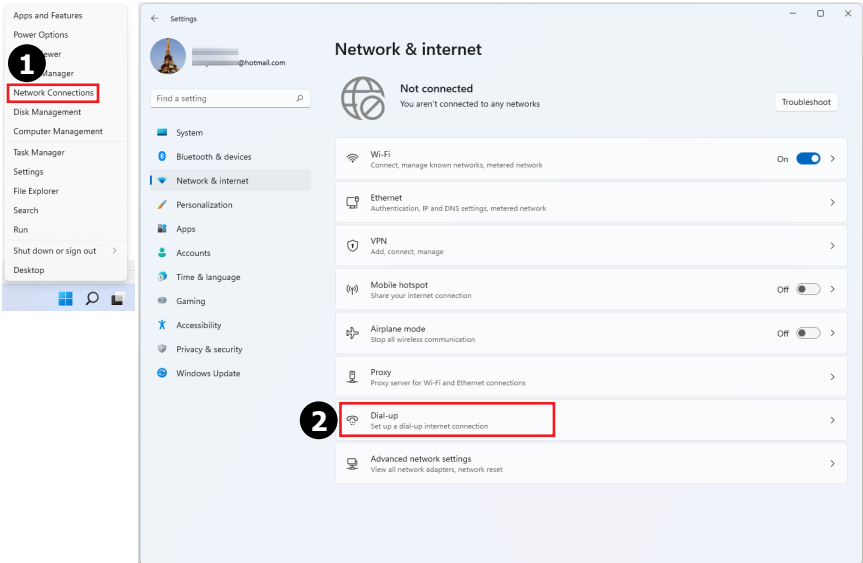 Apps and Features
Power Options
ewer
1
Manager
Network Connections
Disk Management
Computer Management
Task Manager
Settings
File Explorer
Search
Run
Shut down or sign out
Desktop
Settings
@hotmail.com
Find a setting
System
Bluetooth & devices
Network & internet
Personalization
Apps
Accounts
Time & language
Gaming
Accessibility
Privacy & security
Windows Update
Network & internet
Not connected
You aren't connected to any networks
Troubleshoot
Wi-Fi
Connect, manage known networks, metered network
On
Ethernet
Authentication, IP and DNS settings, metered network
VPN
Add, connect, manage
Mobile hotspot
Share your internet connection
Off
Airplane mode
Stop all wireless communication
Off
Proxy
Proxy server for Wi-Fi and Ethernet connections
2
Dial-up
Set up a dial-up internet connection
Advanced network settings
View all network adapters, network reset